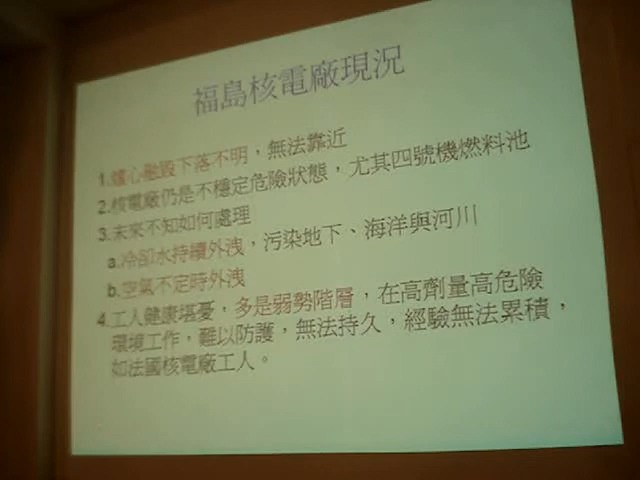 福島核電廠現況
1.爐心融毀下落不明，無法靠近
2.核電廠仍是不穩定危險狀態，尤其四號機燃料池
3.未來不知如何處理
a.冷卻水持續外洩，污染地下、海洋與河川
b.空氣不定時外洩
4.工人健康堪憂，多是弱勢階層，在高劑量高危險
環境工作，難以防護，無法持久，經驗無法累積，
如法國核電廠工人。